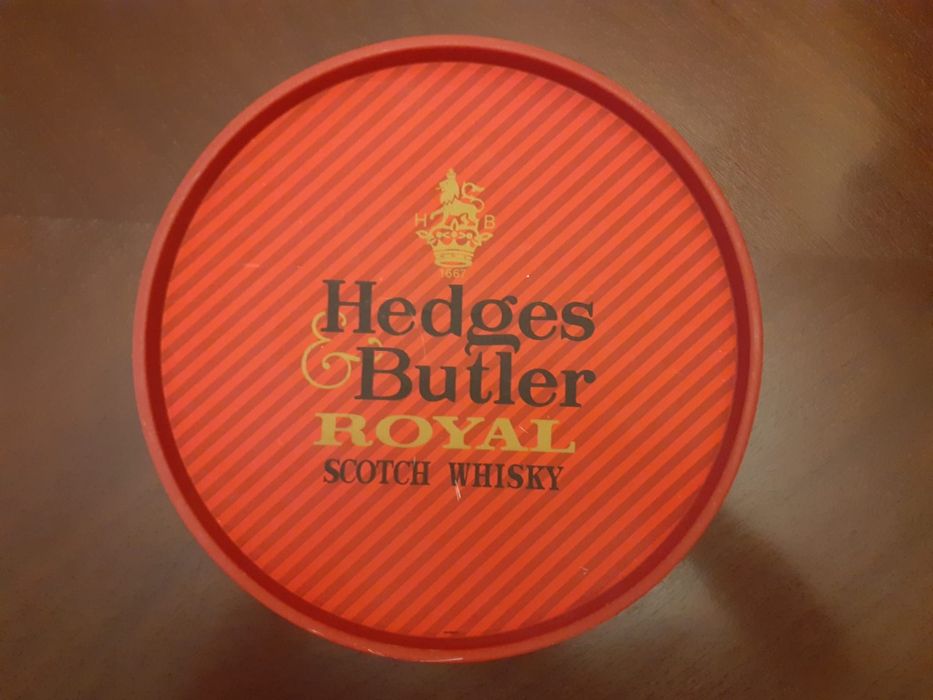 H B
1667
Hedges
& Butler
ROYAL
SCOTCH WHISKY